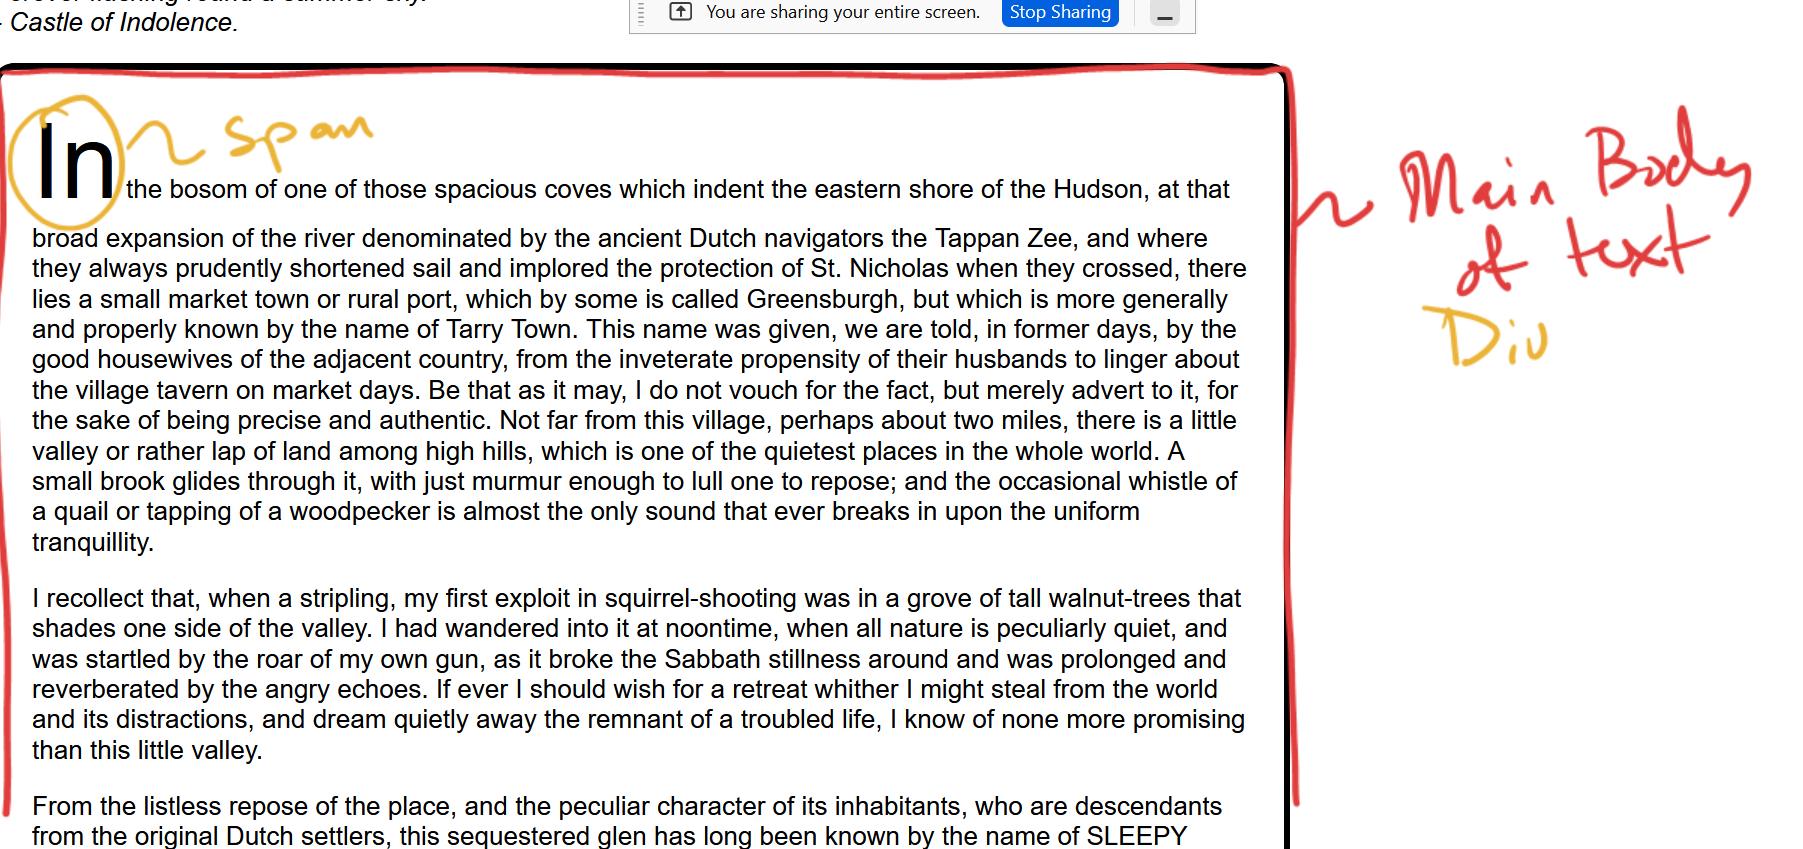 Castle of Indolence.
You are sharing your entire screen. Stop Sharing
In ~ span
the bosom of one of those spacious coves which indent the eastern shore of the Hudson, at that
broad expansion of the river denominated by the ancient Dutch navigators the Tappan Zee, and where
they always prudently shortened sail and implored the protection of St. Nicholas when they crossed, there
lies a small market town or rural port, which by some is called Greensburgh, but which is more generally
and properly known by the name of Tarry Town. This name was given, we are told, in former days, by the
good housewives of the adjacent country, from the inveterate propensity of their husbands to linger about
the village tavern on market days. Be that as it may, I do not vouch for the fact, but merely advert to it, for
the sake of being precise and authentic. Not far from this village, perhaps about two miles, there is a little
valley or rather lap of land among high hills, which is one of the quietest places in the whole world. A
small brook glides through it, with just murmur enough to lull one to repose; and the occasional whistle of
a quail or tapping of a woodpecker is almost the only sound that ever breaks in upon the uniform
tranquillity.
I recollect that, when a stripling, my first exploit in squirrel-shooting was in a grove of tall walnut-trees that
shades one side of the valley. I had wandered into it at noontime, when all nature is peculiarly quiet, and
was startled by the roar of my own gun, as it broke the Sabbath stillness around and was prolonged and
reverberated by the angry echoes. If ever I should wish for a retreat whither I might steal from the world
and its distractions, and dream quietly away the remnant of a troubled life, I know of none more promising
than this little valley.
From the listless repose of the place, and the peculiar character of its inhabitants, who are descendants
from the original Dutch settlers, this sequestered glen has long been known by the name of SLEEPY
~ Main Body
of text
Div